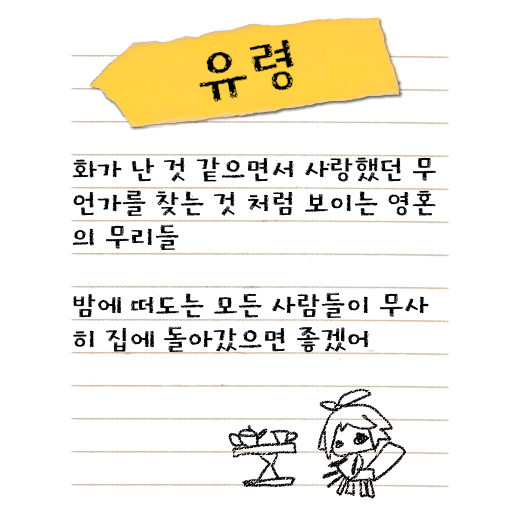 유령
화가 난 것 같으면서 사랑했던 무
언가를 찾는 것 처럼 보이는 영혼
의 무리들
밤에 떠도는 모든 사람들이 무사
히 집에 돌아갔으면 좋겠어